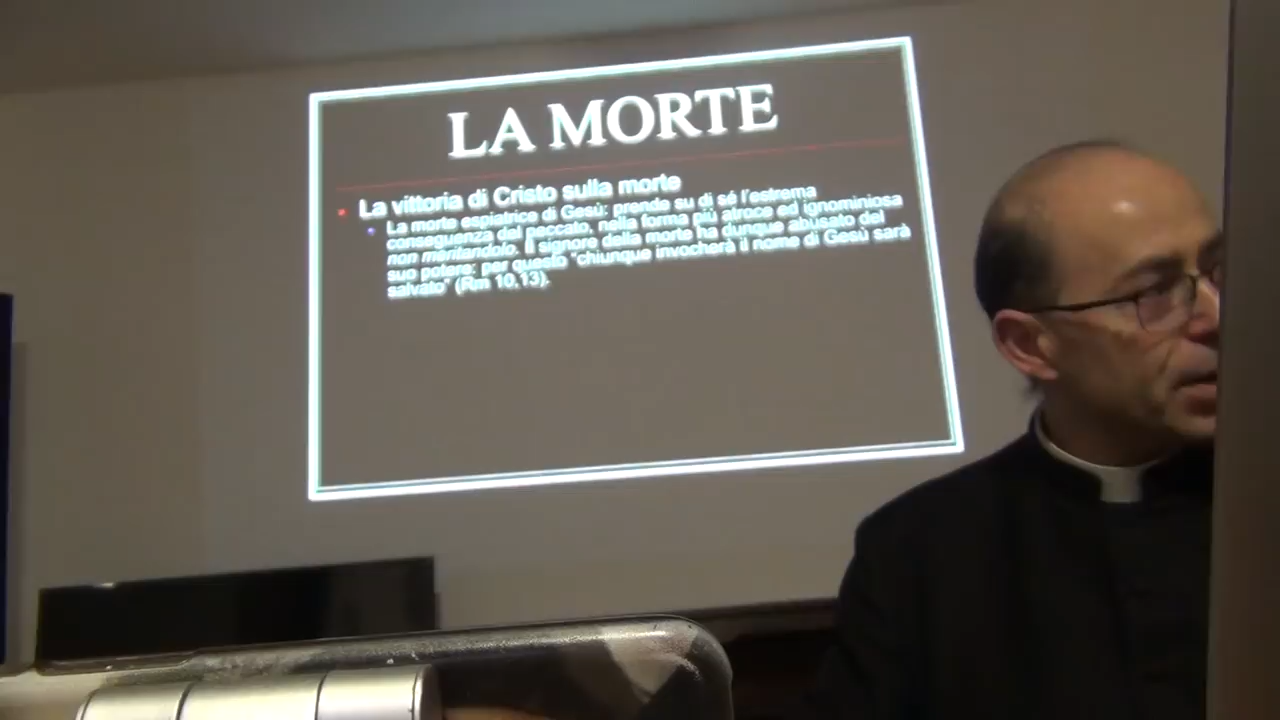 LA MORTE
La vittoria di Cristo sulla morte
La morte espiatrice di Gesù: prende su di sé l'estrema
conseguenza del peccato, nella forma più atroce ed ignominiosa
non meritandolo. Il signore della morte ha dunque abusato del
suo potere: per questo "chiunque invocherà il nome di Gesù sarà
salvato" (Rm 10,13).